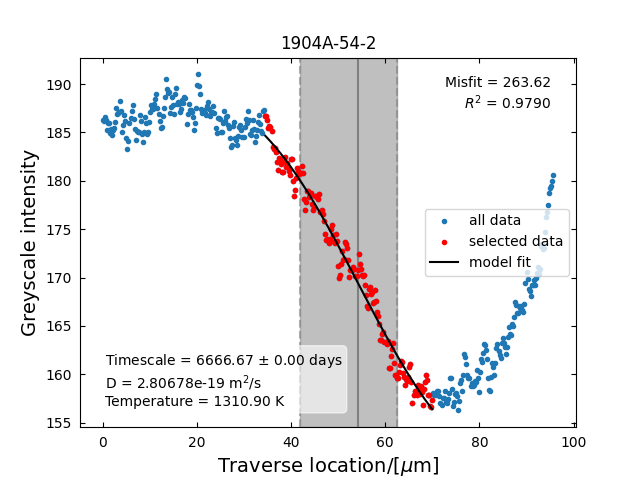 1904A-54-2
Misfit = 263.62
R² = 0.9790
Greyscale intensity
190
185
180
175
170
165
160
155
all data
selected data
model fit
Timescale = 6666.67 ± 0.00 days
D = 2.80678e-19 m²/s
Temperature = 1310.90 K
0 20 40 60 80 100
Traverse location/[μm]